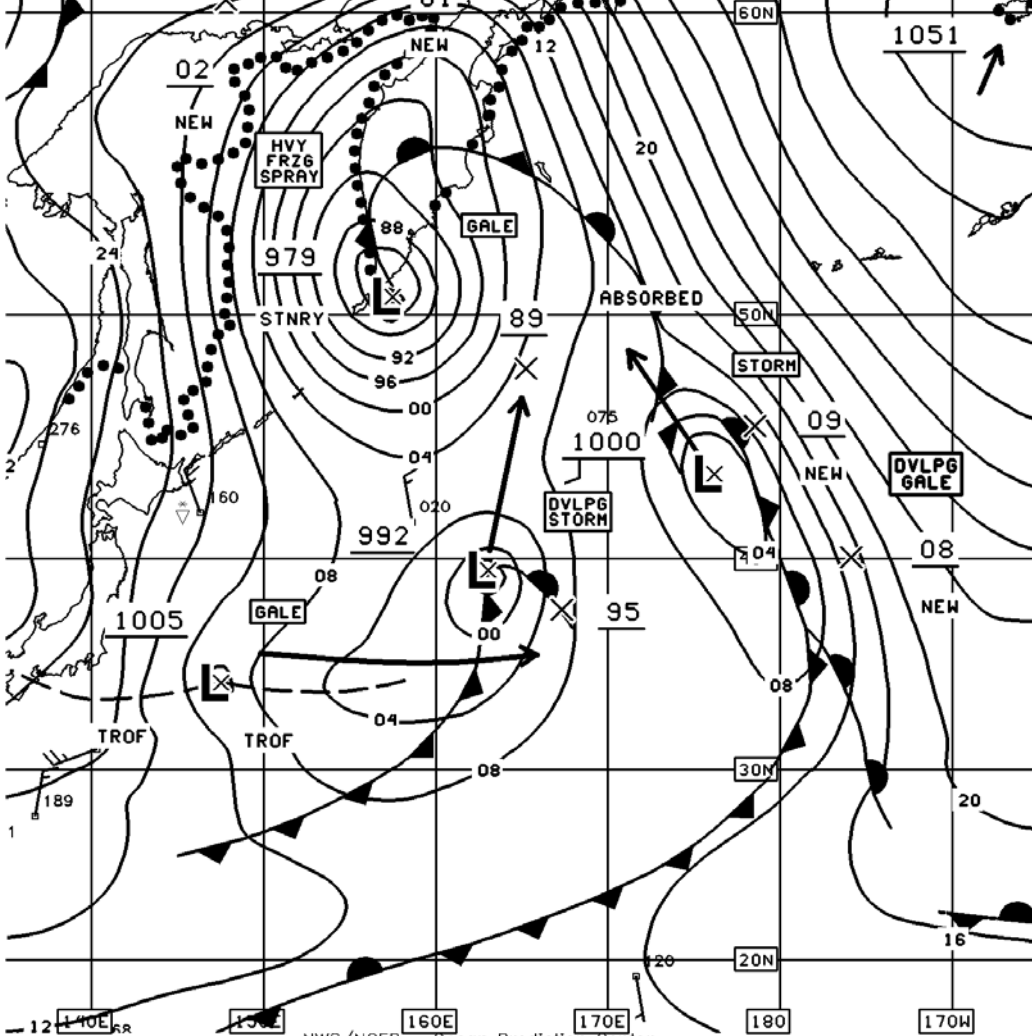 60N
1051
NEW
12
02
NEW
20
HVY
FRZG
SPRAY
88
GALE
24
979
ABSORBED
STNRY
89
50N
92
STORM
96
00
075
09
276
1000
04
NEW
DVLPG
GALE
160
020
DVLPG
STORM
992
04
08
08
1005
GALE
95
NEW
00
L
L
L
L
08
04
TROF
TROF
08
30N
189
20
1
16
20N
120
12
68
140E
150E
160E
170E
180
170W